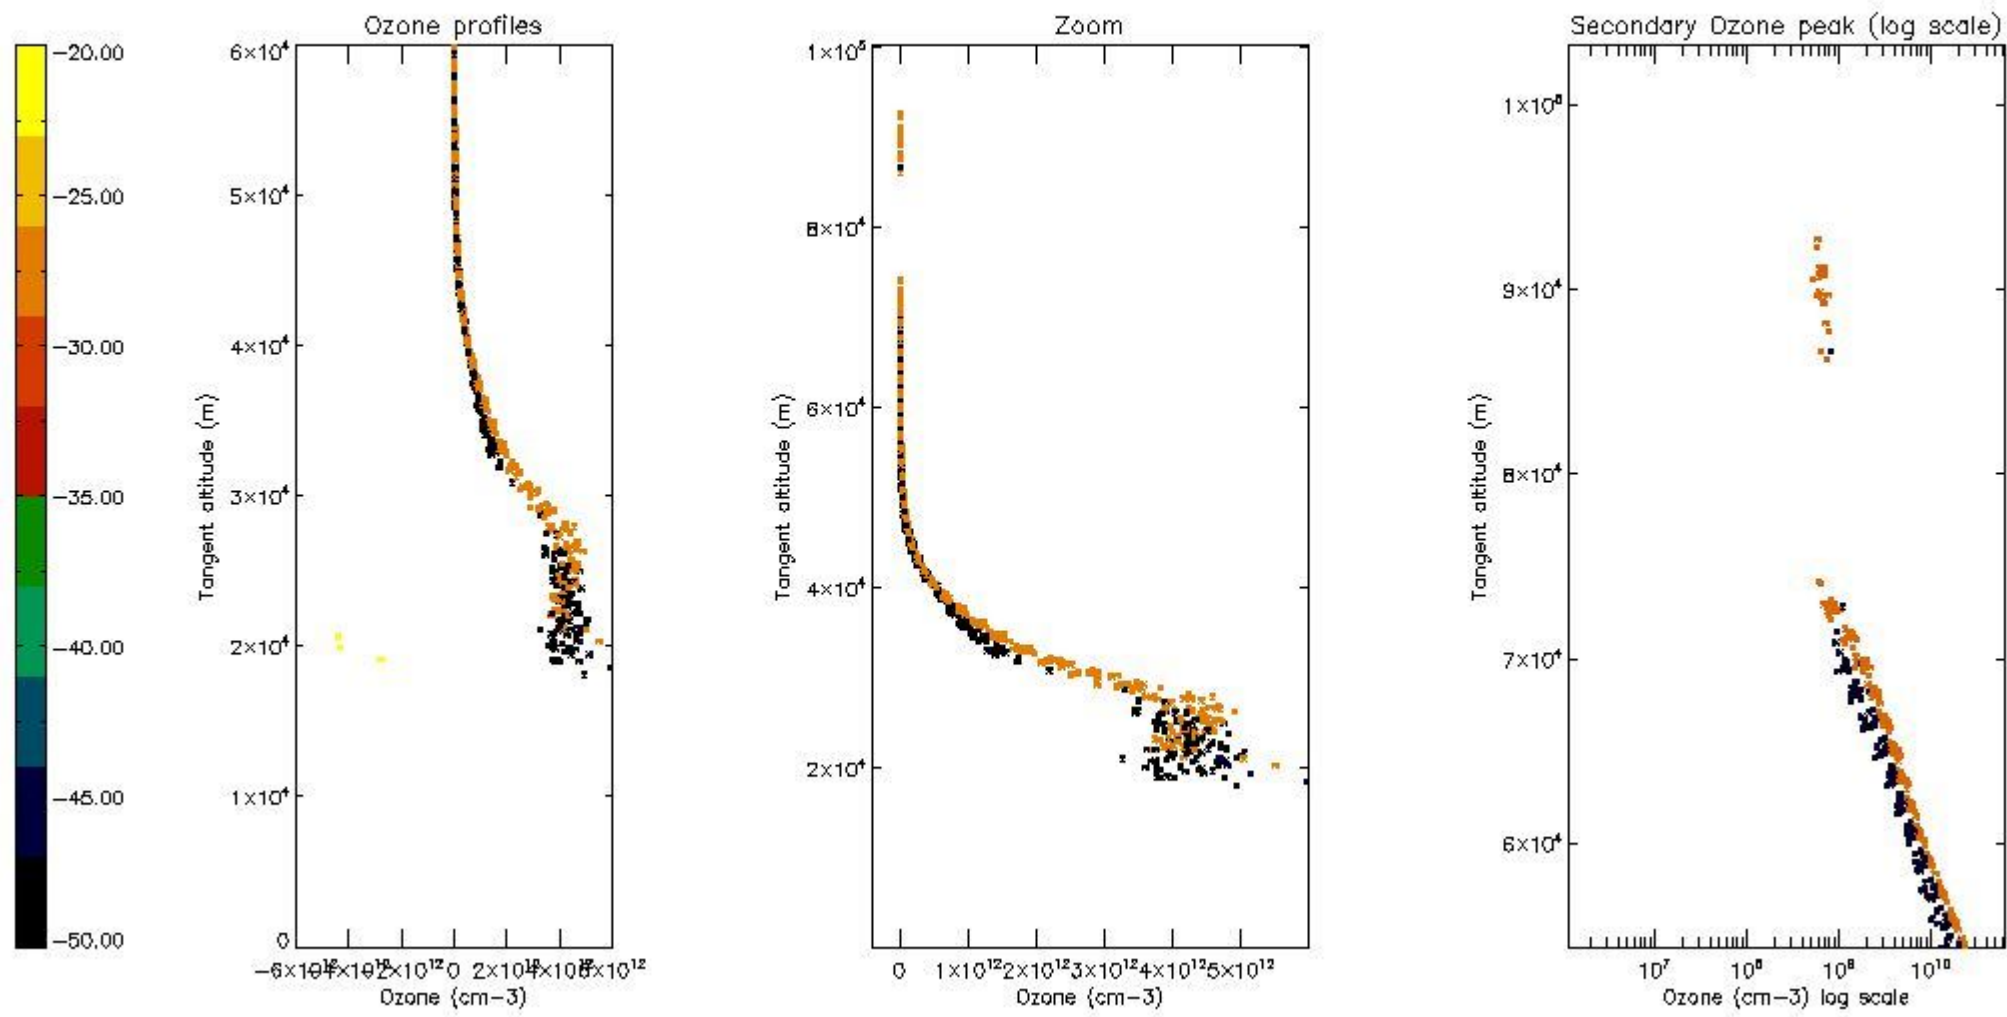 Ozone profiles
Zoom
Secondary Ozone peak (log scale)
−20.00
−25.00
−30.00
−35.00
−40.00
−45.00
−50.00
6×10⁴
5×10⁴
4×10⁴
3×10⁴
2×10⁴
1×10⁴
0
Tangent altitude (m)
2×10¹² 0
Ozone (cm−3)
1×10⁵
8×10⁴
6×10⁴
4×10⁴
2×10⁴
Tangent altitude (m)
0 1×10¹² 2×10¹² 3×10¹² 4×10¹² 5×10¹²
Ozone (cm−3)
9×10⁴
8×10⁴
7×10⁴
6×10⁴
Tangent altitude (m)
10⁷ 10¹⁰
Ozone (cm−3) log scale